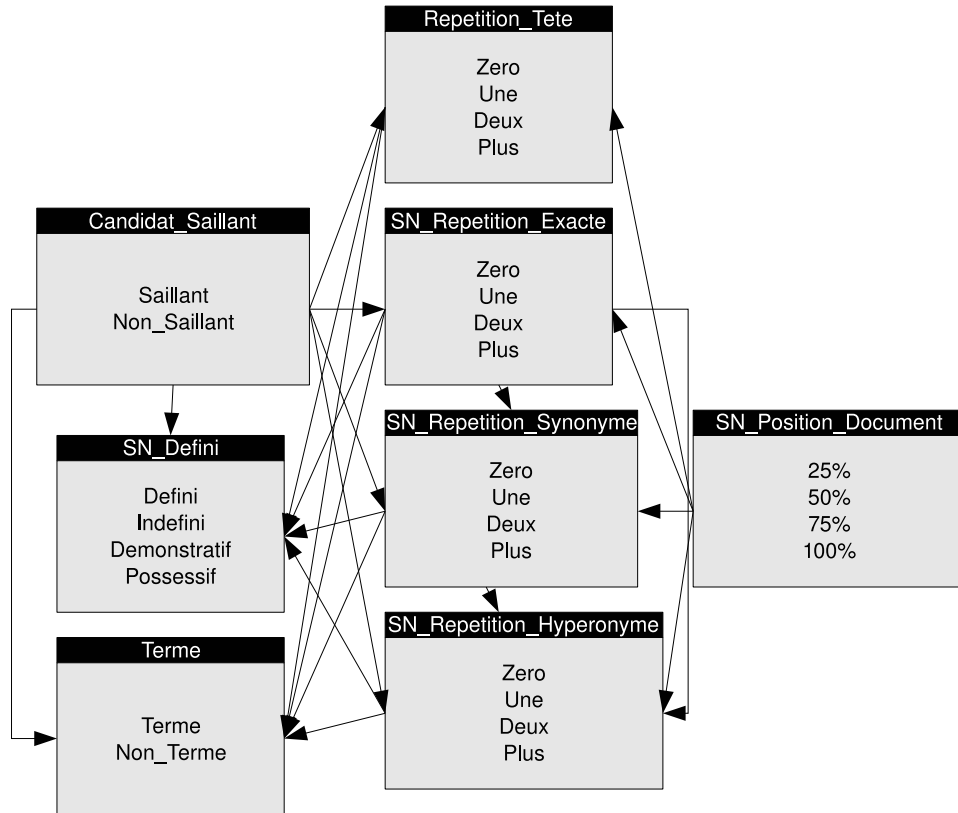 Repetition_Tete
Zero
Une
Deux
Plus
Candidat_Saillant
Saillant
Non_Saillant
SN_Repetition_Exacte
Zero
Une
Deux
Plus
SN_Defini
Defini
Indefini
Demonstratif
Possessif
SN_Repetition_Synonyme
Zero
Une
Deux
Plus
SN_Position_Document
25%
50%
75%
100%
Terme
Terme
Non_Terme
SN_Repetition_Hyperonyme
Zero
Une
Deux
Plus